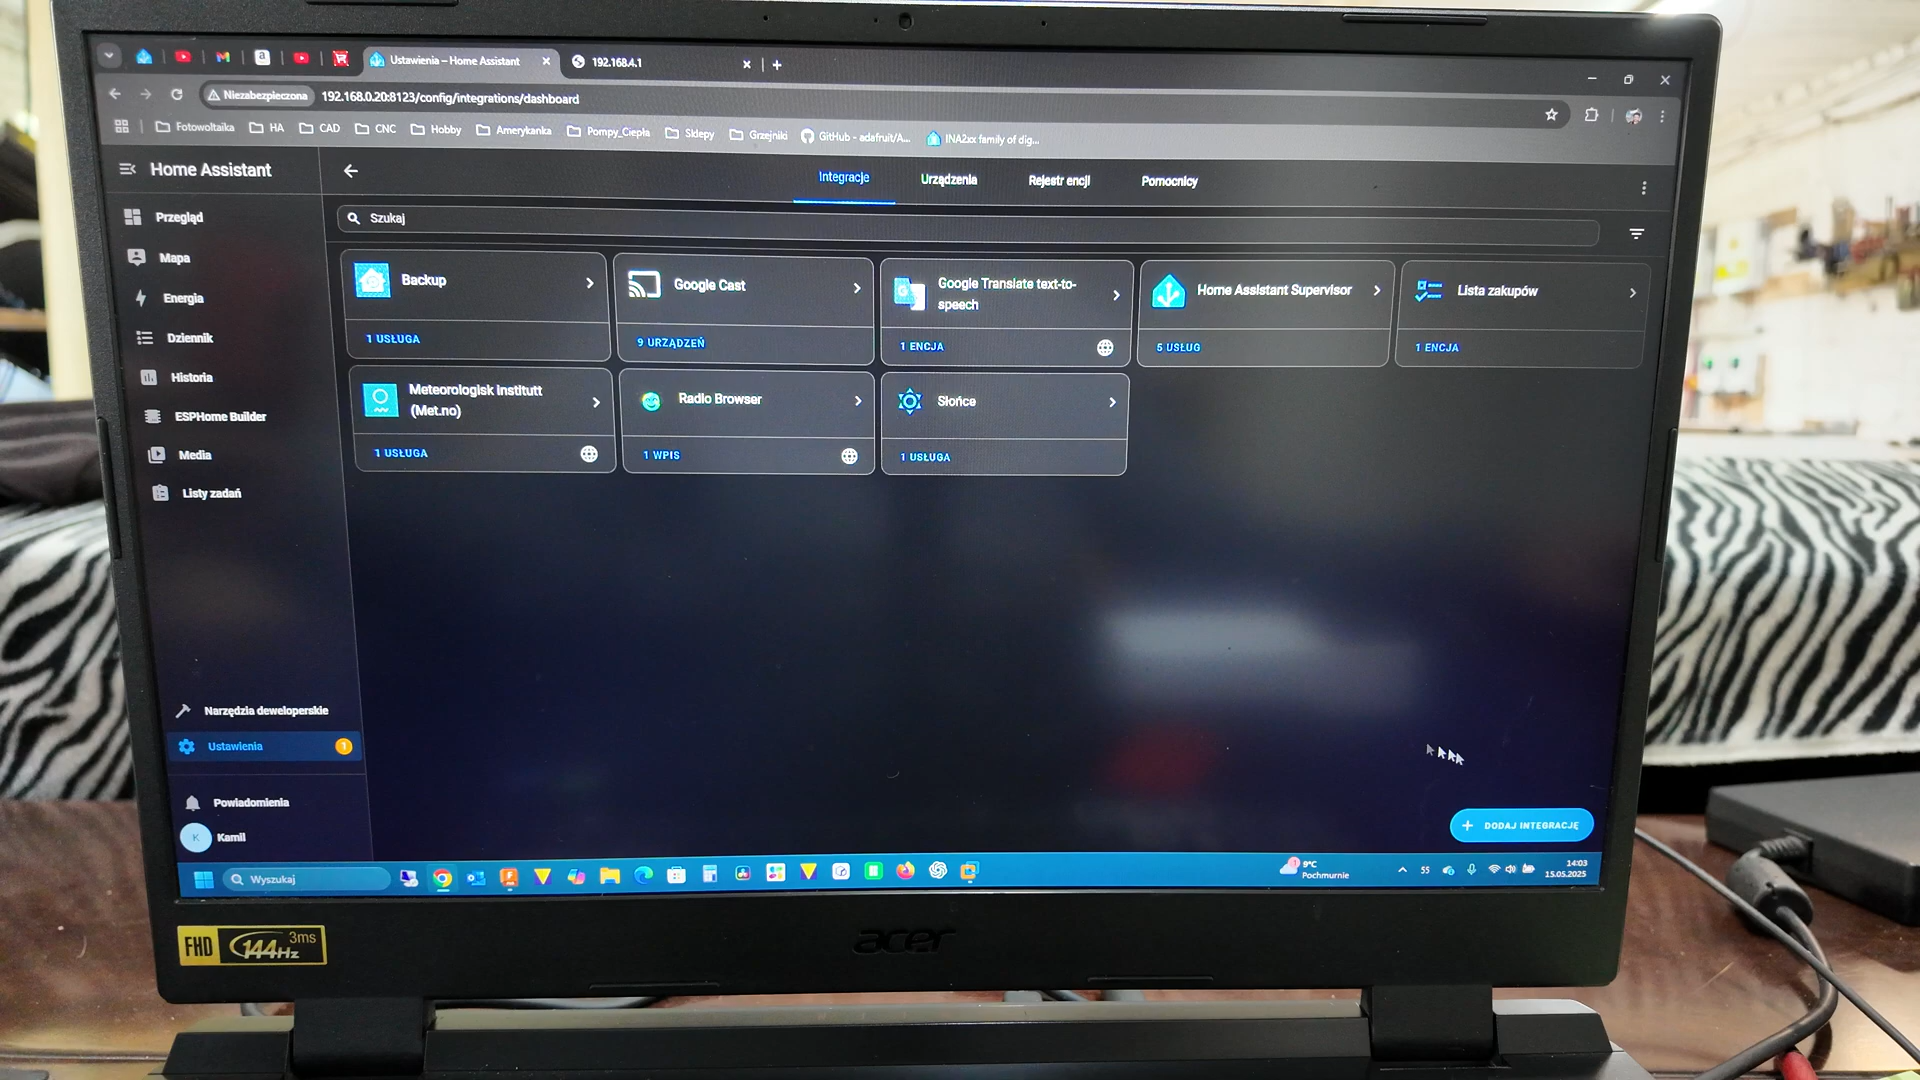 Ustawienia – Home Assistant
192.168.4.1
Niezabezpieczona
192.168.0.20:8123/config/integrations/dashboard
Fotowoltaika
HA
CAD
CNC
Hobby
Amerykanka
Pompy_Ciepła
Sklepy
Grzejniki
GitHub - adafruit/A...
INA2xx family of dig...
Home Assistant
Integracje
Urządzenia
Rejestr encji
Pomocnicy
Szukaj
Przegląd
Mapa
Energia
Dziennik
Historia
ESPHome Builder
Media
Listy zadań
Backup
1 USŁUGA
Google Cast
9 URZĄDZEŃ
Google Translate text-to-
speech
1 ENCJA
Home Assistant Supervisor
5 USŁUG
Lista zakupów
1 ENCJA
Meteorologisk institutt
(Met.no)
1 USŁUGA
Radio Browser
1 WPIS
Słońce
1 USŁUGA
Narzędzia deweloperskie
Ustawienia
1
Powiadomienia
K
Kamil
+ DODAJ INTEGRACJĘ
Wyszukaj
1
9°C
Pochmurnie
55
14:03
15.05.2025
FHD
144Hz
3ms
acer